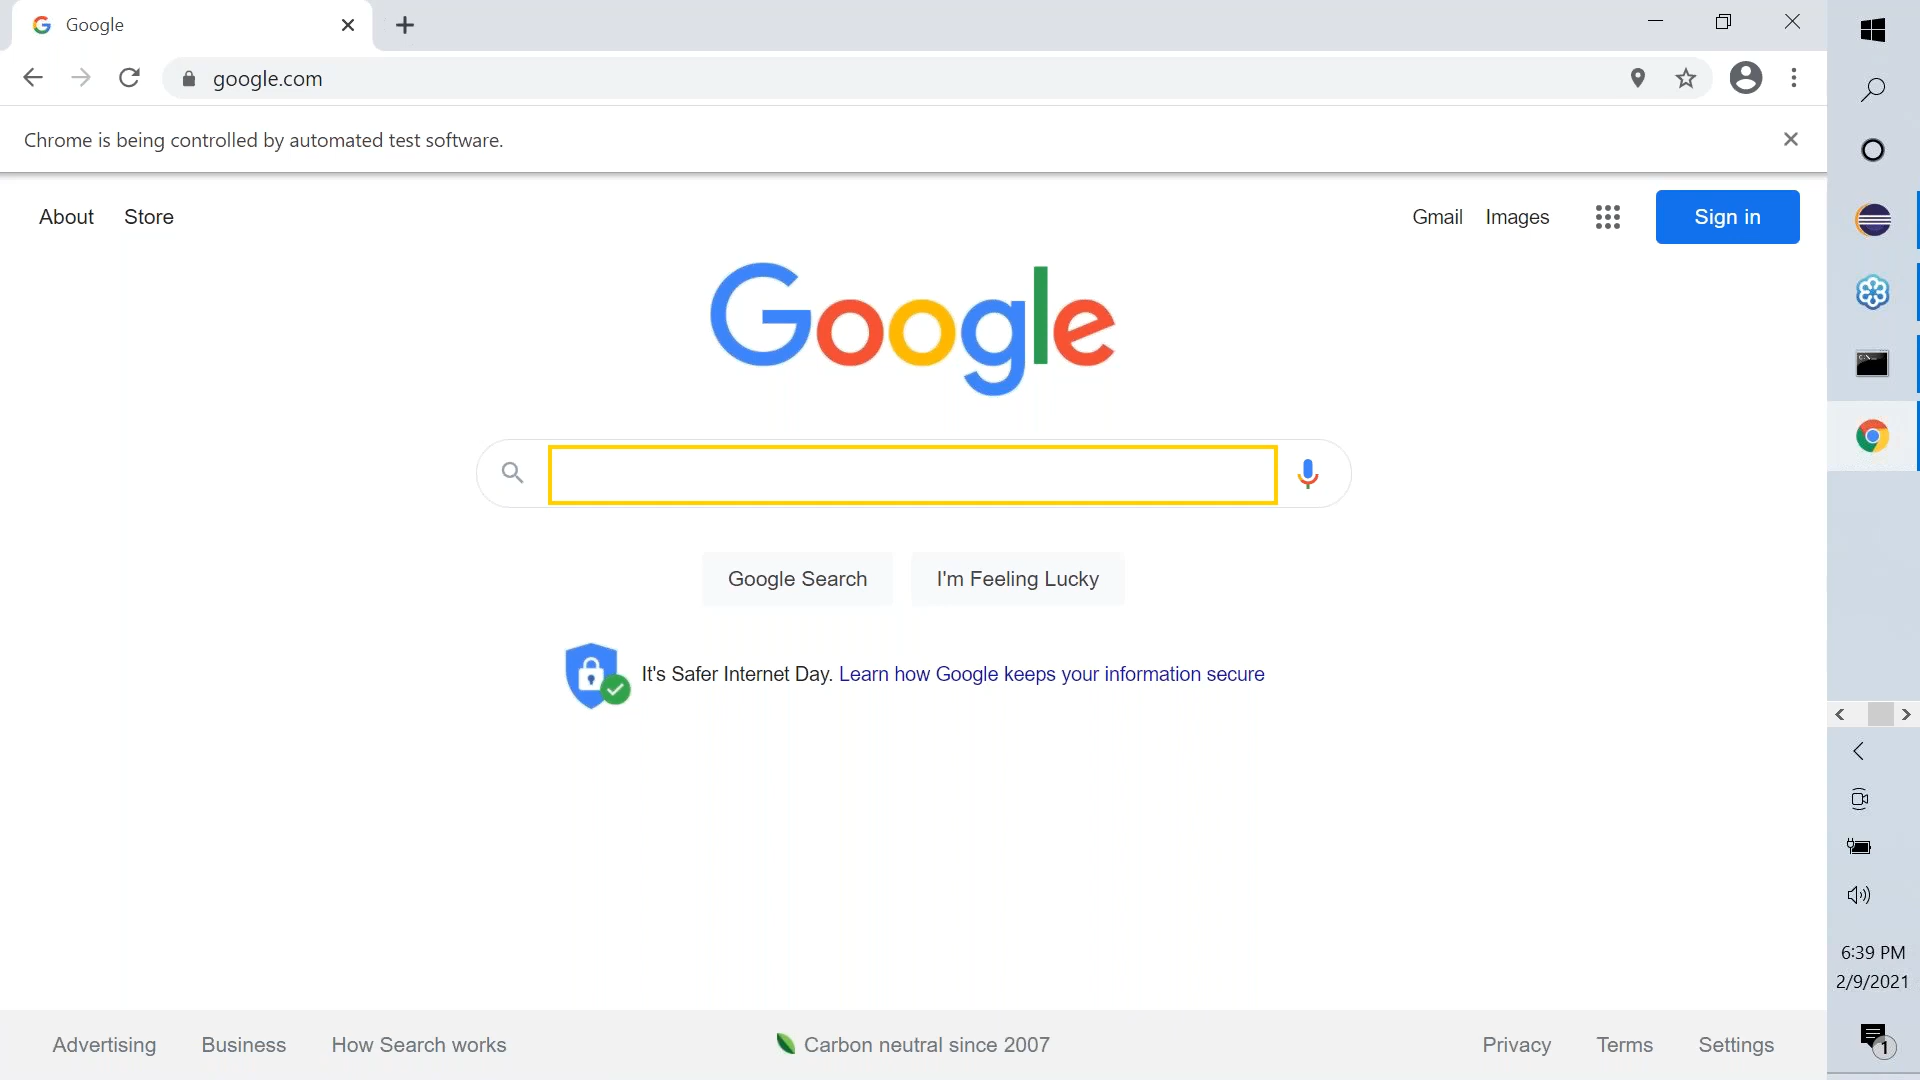 Google
google.com
Chrome is being controlled by automated test software.
About Store
Gmail Images Sign in
Google
Google Search I'm Feeling Lucky
It's Safer Internet Day. Learn how Google keeps your information secure
6:39 PM
2/9/2021
Advertising Business How Search works Carbon neutral since 2007 Privacy Terms Settings
1